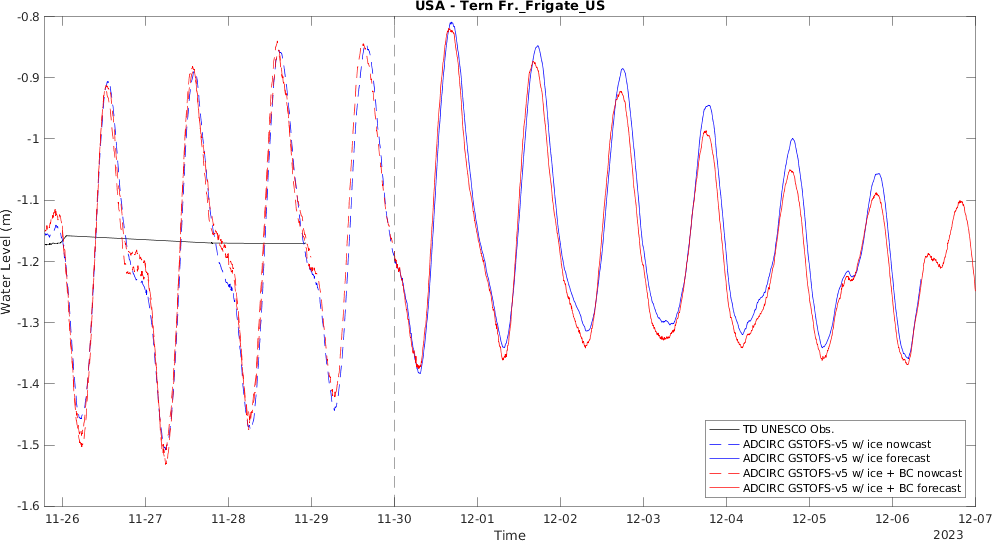 USA - Tern Fr._Frigate_US
Water Level (m)
-0.8
-0.9
-1
-1.1
-1.2
-1.3
-1.4
-1.5
-1.6
TD UNESCO Obs.
ADCIRC GSTOFS-v5 w/ ice nowcast
ADCIRC GSTOFS-v5 w/ ice forecast
ADCIRC GSTOFS-v5 w/ ice + BC nowcast
ADCIRC GSTOFS-v5 w/ ice + BC forecast
11-26 11-27 11-28 11-29 11-30 12-01 12-02 12-03 12-04 12-05 12-06 12-07
Time
2023